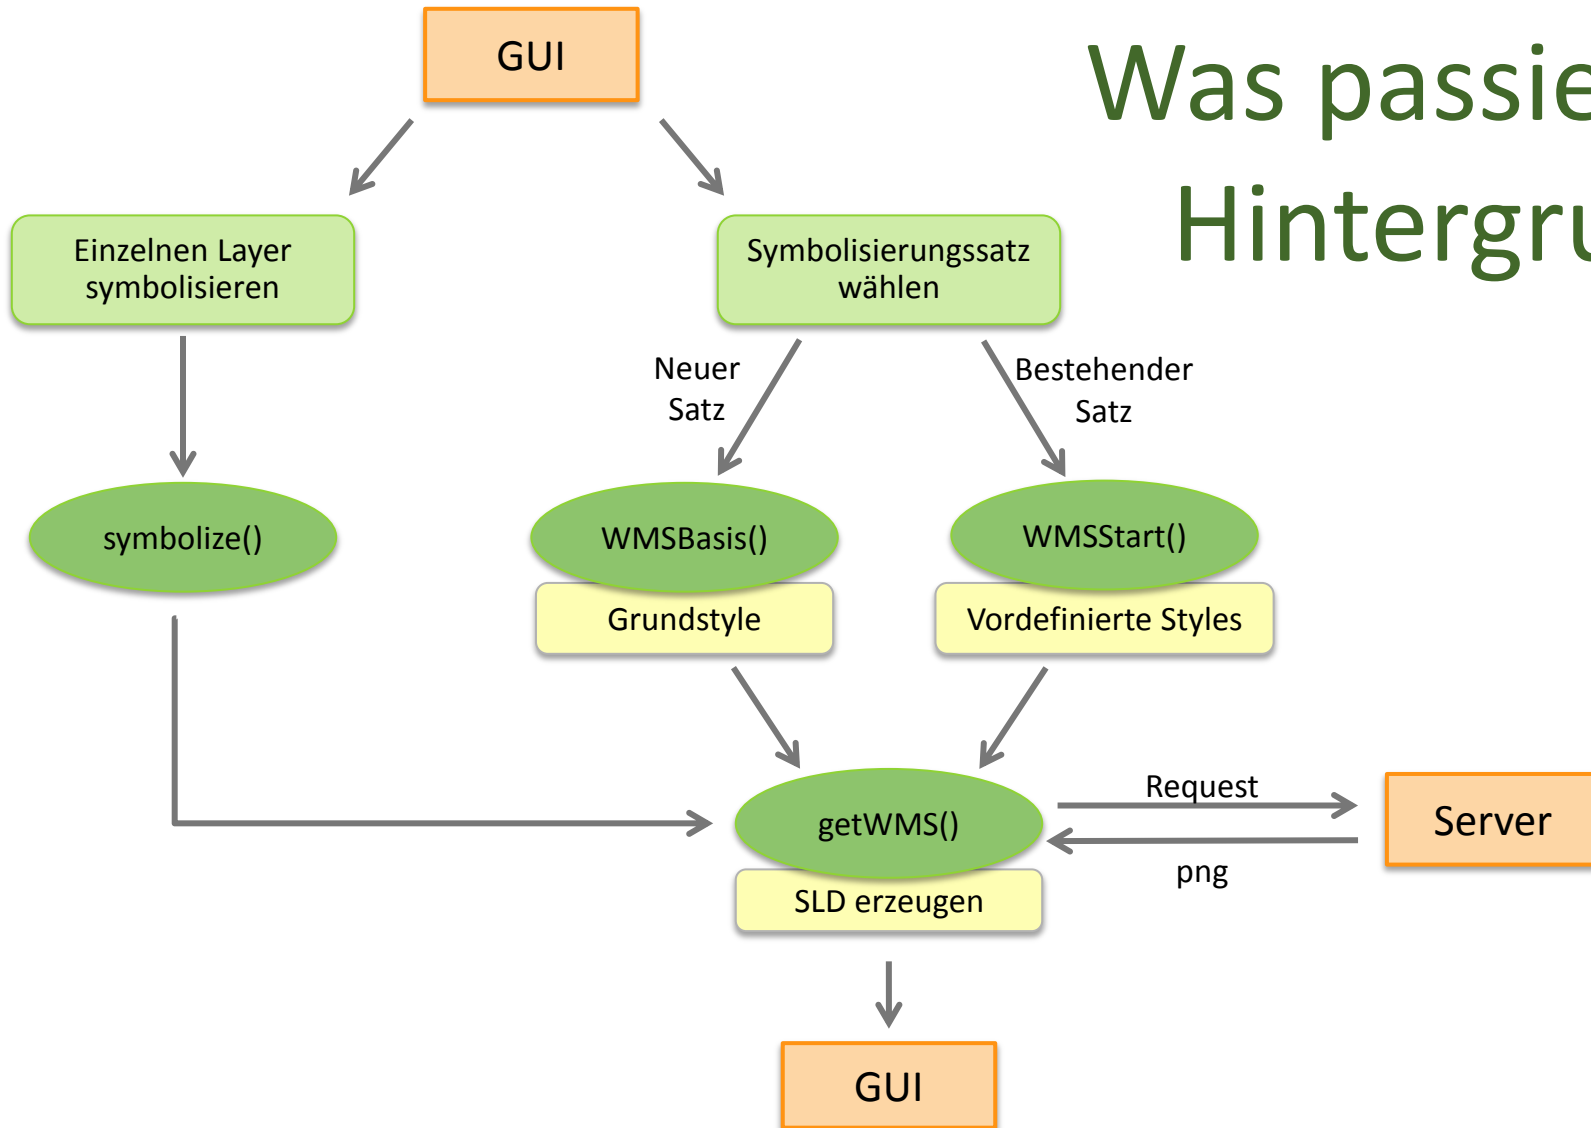 GUI
Was passie
Hintergru
Einzelnen Layer
symbolisieren
Symbolisierungssatz
wählen
Neuer
Satz
Bestehender
Satz
symbolize()
WMSBasis()
WMSStart()
Grundstyle
Vordefinierte Styles
getWMS()
Request
png
Server
SLD erzeugen
GUI